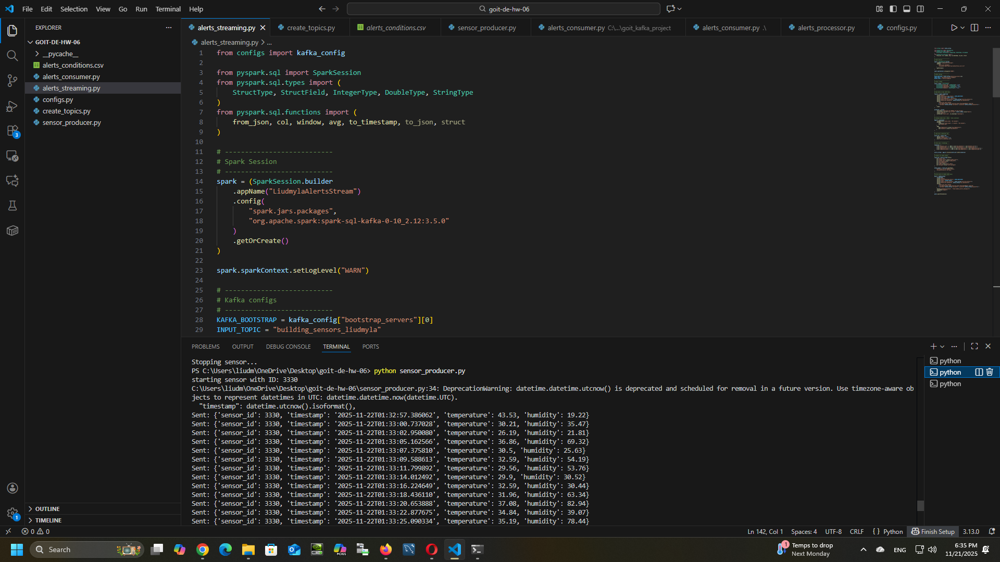 File Edit Selection View Go Run Terminal Help
goit-de-hw-06
EXPLORER
GOIT-DE-HW-06
__pycache__
alerts_conditions.csv
alerts_consumer.py
alerts_streaming.py
configs.py
create_topics.py
sensor_producer.py
OUTLINE
TIMELINE
3
1
alerts_streaming.py create_topics.py alerts_conditions.csv sensor_producer.py alerts_consumer.py C:\...\goit_kafka_project alerts_consumer.py .\ alerts_processor.py configs.py
alerts_streaming.py > ...
1 from configs import kafka_config
2
3 from pyspark.sql import SparkSession
4 from pyspark.sql.types import (
5 StructType, StructField, IntegerType, DoubleType, StringType
6 )
7 from pyspark.sql.functions import (
8 from_json, col, window, avg, to_timestamp, to_json, struct
9 )
10
11 # ---------------------------
12 # Spark Session
13 # ---------------------------
14 spark = (SparkSession.builder
15 .appName("LiudmylaAlertsStream")
16 .config(
17 "spark.jars.packages",
18 "org.apache.spark:spark-sql-kafka-0-10_2.12:3.5.0"
19 )
20 .getOrCreate()
21 )
22
23 spark.sparkContext.setLogLevel("WARN")
24
25 # ---------------------------
26 # Kafka configs
27 # ---------------------------
28 KAFKA_BOOTSTRAP = kafka_config["bootstrap_servers"][0]
29 INPUT_TOPIC = "building_sensors_liudmyla"
PROBLEMS OUTPUT DEBUG CONSOLE TERMINAL PORTS
Stopping sensor...
PS C:\Users\liudm\OneDrive\Desktop\goit-de-hw-06> python sensor_producer.py
starting sensor with ID: 3330
C:\Users\liudm\OneDrive\Desktop\goit-de-hw-06\sensor_producer.py:34: DeprecationWarning: datetime.datetime.utcnow() is deprecated and scheduled for removal in a future version. Use timezone-aware ob
jects to represent datetimes in UTC: datetime.datetime.now(datetime.UTC).
"timestamp": datetime.utcnow().isoformat(),
Sent: {'sensor_id': 3330, 'timestamp': '2025-11-22T01:32:57.386062', 'temperature': 43.53, 'humidity': 19.22}
Sent: {'sensor_id': 3330, 'timestamp': '2025-11-22T01:33:00.737028', 'temperature': 30.21, 'humidity': 35.47}
Sent: {'sensor_id': 3330, 'timestamp': '2025-11-22T01:33:02.950080', 'temperature': 26.19, 'humidity': 21.81}
Sent: {'sensor_id': 3330, 'timestamp': '2025-11-22T01:33:05.162566', 'temperature': 36.86, 'humidity': 69.32}
Sent: {'sensor_id': 3330, 'timestamp': '2025-11-22T01:33:07.375810', 'temperature': 30.5, 'humidity': 25.63}
Sent: {'sensor_id': 3330, 'timestamp': '2025-11-22T01:33:09.588613', 'temperature': 32.59, 'humidity': 54.19}
Sent: {'sensor_id': 3330, 'timestamp': '2025-11-22T01:33:11.799892', 'temperature': 29.56, 'humidity': 53.76}
Sent: {'sensor_id': 3330, 'timestamp': '2025-11-22T01:33:14.012492', 'temperature': 29.9, 'humidity': 30.52}
Sent: {'sensor_id': 3330, 'timestamp': '2025-11-22T01:33:16.224649', 'temperature': 32.59, 'humidity': 30.44}
Sent: {'sensor_id': 3330, 'timestamp': '2025-11-22T01:33:18.436110', 'temperature': 31.96, 'humidity': 63.34}
Sent: {'sensor_id': 3330, 'timestamp': '2025-11-22T01:33:20.653888', 'temperature': 37.08, 'humidity': 82.94}
Sent: {'sensor_id': 3330, 'timestamp': '2025-11-22T01:33:22.877675', 'temperature': 34.84, 'humidity': 39.07}
Sent: {'sensor_id': 3330, 'timestamp': '2025-11-22T01:33:25.090334', 'temperature': 35.19, 'humidity': 78.44}
python
python
python
0 0
Ln 142, Col 1 Spaces: 4 UTF-8 CRLF { } Python Finish Setup 3.13.0
Search
M365
1
Temps to drop
Next Monday
ENG
6:35 PM
11/21/2025